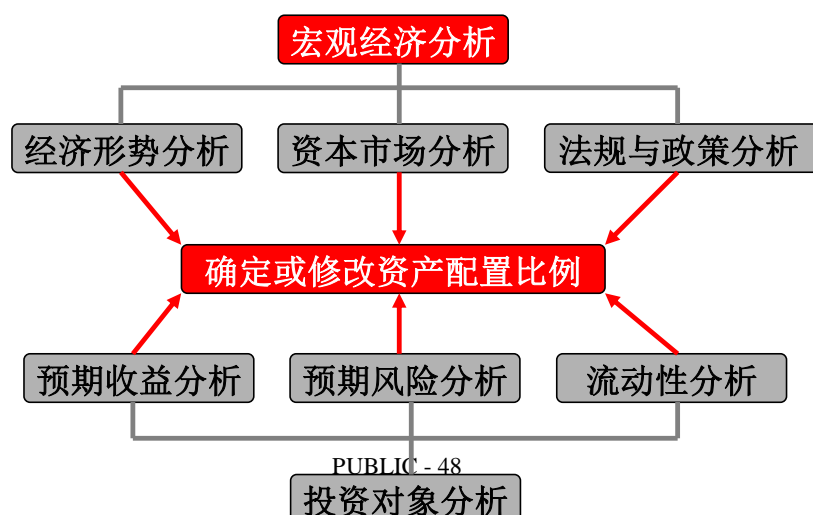 宏观经济分析
经济形势分析
资本市场分析
法规与政策分析
确定或修改资产配置比例
预期收益分析
预期风险分析
流动性分析
PUBLIC - 48
投资对象分析